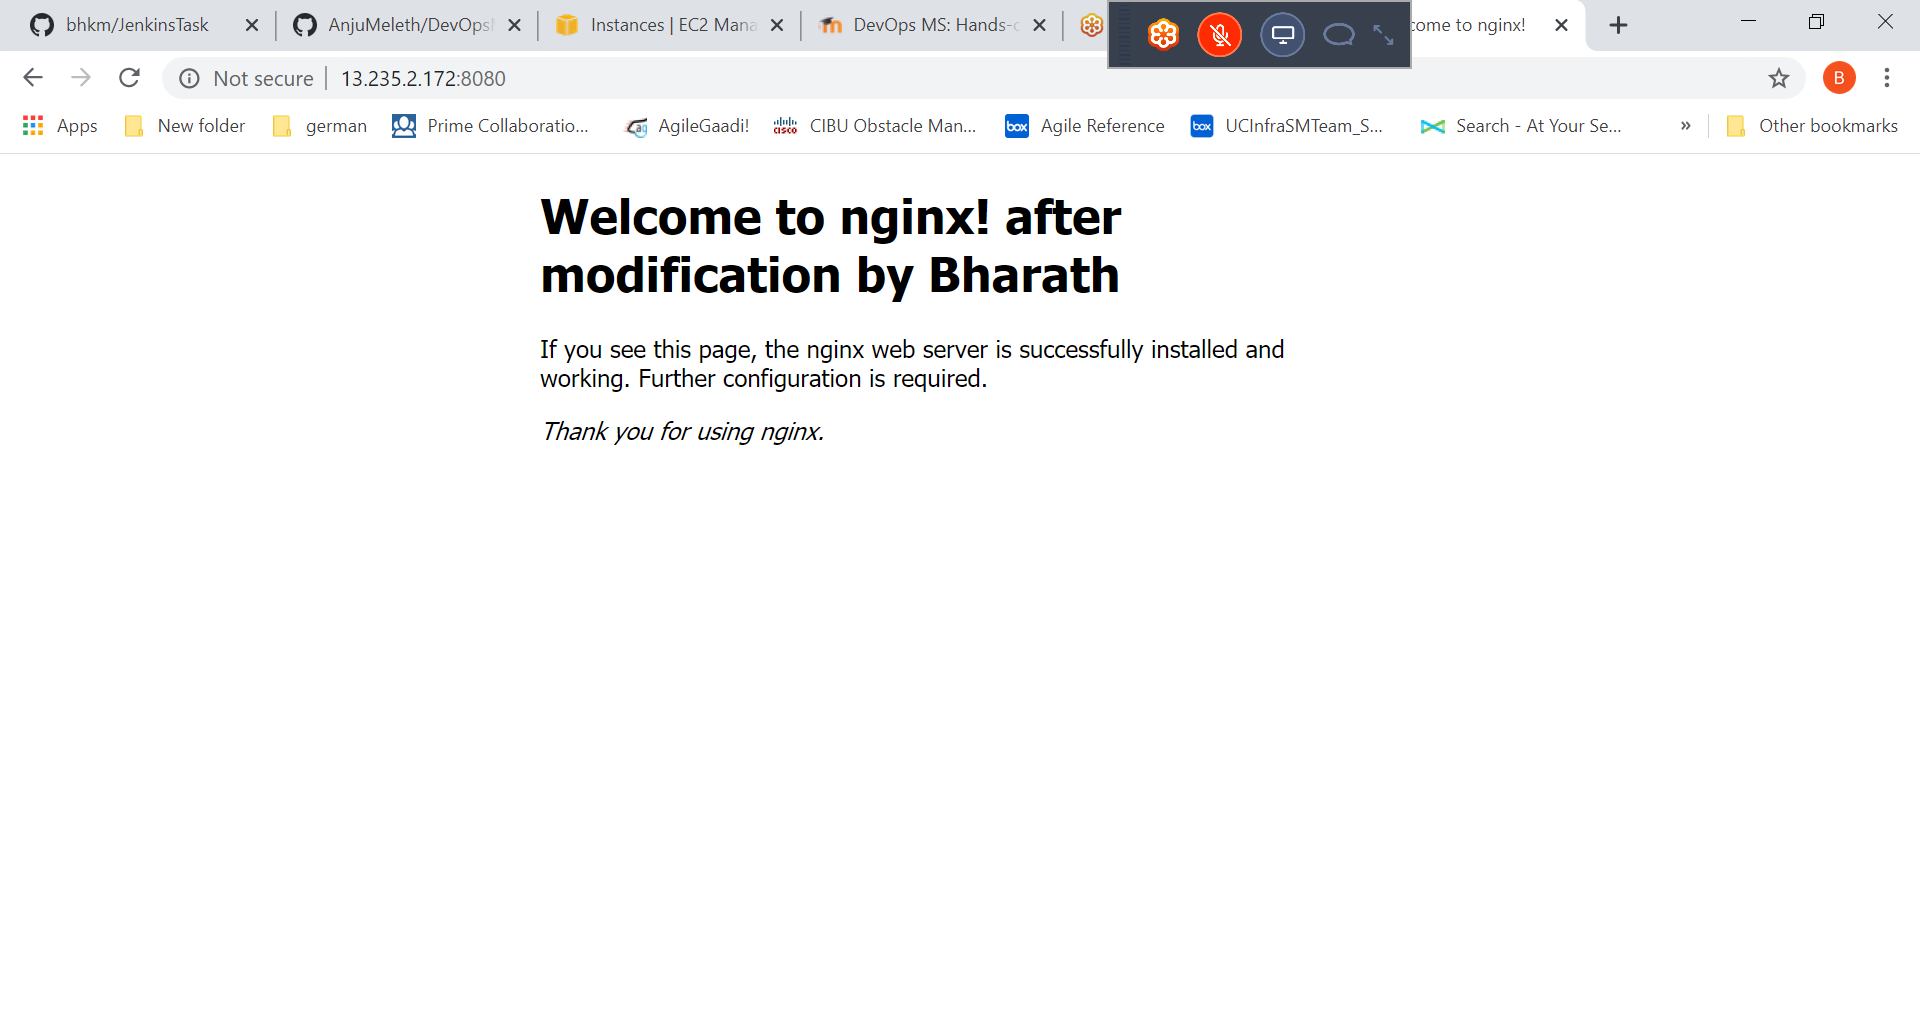 bhkm/JenkinsTask
AnjuMeleth/DevOps
Instances | EC2 Mana
DevOps MS: Hands-
come to nginx!
Not secure
13.235.2.172:8080
B
Apps
New folder
german
Prime Collaboratio...
AgileGaadi!
CISCO
CIBU Obstacle Man...
box
Agile Reference
box
UCInfraSMTeam_S...
Search - At Your Se...
»
Other bookmarks
Welcome to nginx! after
modification by Bharath
If you see this page, the nginx web server is successfully installed and
working. Further configuration is required.
Thank you for using nginx.